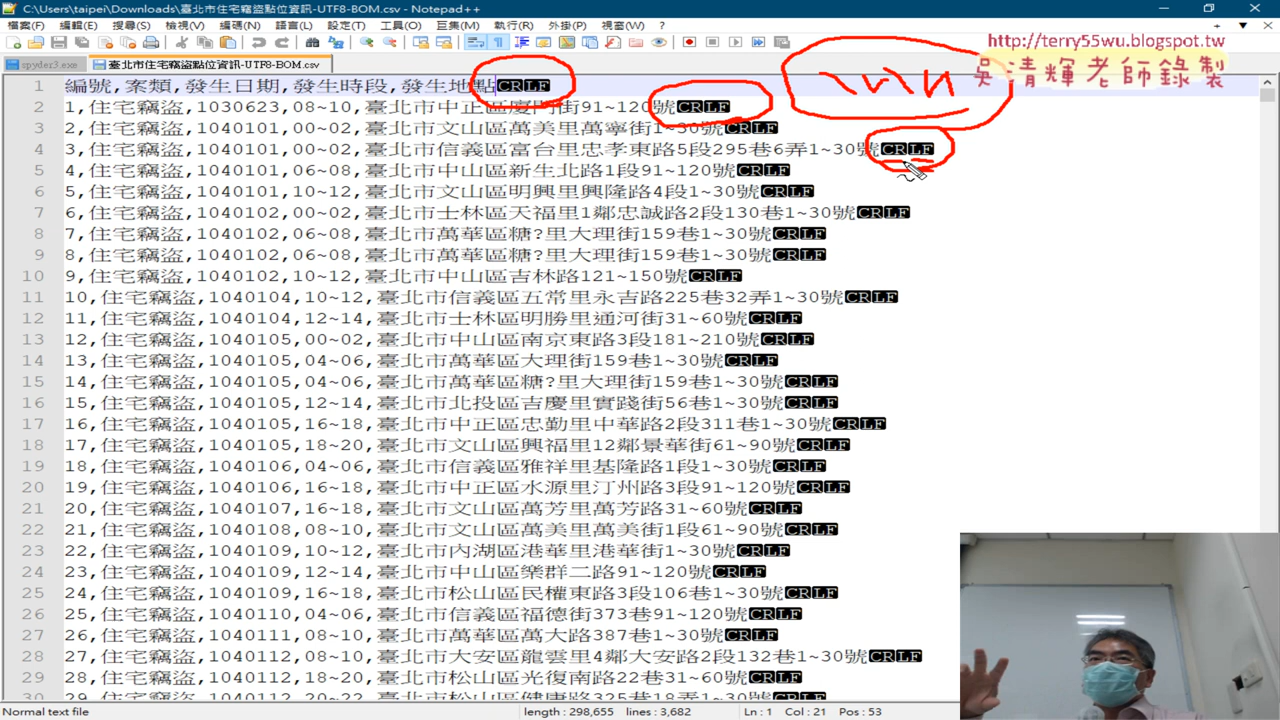 C:\Users\taipei\Downloads\臺北市住宅竊盜點位資訊-UTF8-BOM.csv - Notepad++
檔案(F) 編輯(E) 搜尋(S) 檢視(V) 編碼(N) 語言(L) 設定(T) 工具(O) 巨集(M) 執行(R) 外掛(P) 視窗(W) ?
http://terry55wu.blogspot.tw
吳清輝老師錄製
spyder3.me 臺北市住宅竊盜點位資訊-UTF8-BOM.csv
\r\n
1 編號,案類,發生日期,發生時段,發生地點CRLF
2 1,住宅竊盜,1030623,08~10,臺北市中正區廈門街91~120號CRLF
3 2,住宅竊盜,1040101,00~02,臺北市文山區萬美里萬寧街1~30號CRLF
4 3,住宅竊盜,1040101,00~02,臺北市信義區富台里忠孝東路5段295巷6弄1~30號CRLF
5 4,住宅竊盜,1040101,06~08,臺北市中山區新生北路1段91~120號CRLF
6 5,住宅竊盜,1040101,10~12,臺北市文山區明興里興隆路4段1~30號CRLF
7 6,住宅竊盜,1040102,00~02,臺北市士林區天福里1鄰忠誠路2段130巷1~30號CRLF
8 7,住宅竊盜,1040102,06~08,臺北市萬華區糖?里大理街159巷1~30號CRLF
9 8,住宅竊盜,1040102,06~08,臺北市萬華區糖?里大理街159巷1~30號CRLF
10 9,住宅竊盜,1040102,10~12,臺北市中山區吉林路121~150號CRLF
11 10,住宅竊盜,1040104,10~12,臺北市信義區五常里永吉路225巷32弄1~30號CRLF
12 11,住宅竊盜,1040104,12~14,臺北市士林區明勝里通河街31~60號CRLF
13 12,住宅竊盜,1040105,00~02,臺北市中山區南京東路3段181~210號CRLF
14 13,住宅竊盜,1040105,04~06,臺北市萬華區大理街159巷1~30號CRLF
15 14,住宅竊盜,1040105,04~06,臺北市萬華區糖?里大理街159巷1~30號CRLF
16 15,住宅竊盜,1040105,12~14,臺北市北投區吉慶里實踐街56巷1~30號CRLF
17 16,住宅竊盜,1040105,16~18,臺北市中正區忠勤里中華路2段311巷1~30號CRLF
18 17,住宅竊盜,1040105,18~20,臺北市文山區興福里12鄰景華街61~90號CRLF
19 18,住宅竊盜,1040106,04~06,臺北市信義區雅祥里基隆路1段1~30號CRLF
20 19,住宅竊盜,1040106,16~18,臺北市中正區水源里汀州路3段91~120號CRLF
21 20,住宅竊盜,1040107,16~18,臺北市文山區萬芳里萬芳路31~60號CRLF
22 21,住宅竊盜,1040108,08~10,臺北市文山區萬美里萬美街1段61~90號CRLF
23 22,住宅竊盜,1040109,10~12,臺北市內湖區港華里港華街1~30號CRLF
24 23,住宅竊盜,1040109,12~14,臺北市中山區樂群二路91~120號CRLF
25 24,住宅竊盜,1040109,16~18,臺北市松山區民權東路3段106巷1~30號CRLF
26 25,住宅竊盜,1040110,04~06,臺北市信義區福德街373巷91~120號CRLF
27 26,住宅竊盜,1040111,08~10,臺北市萬華區萬大路387巷1~30號CRLF
28 27,住宅竊盜,1040112,08~10,臺北市大安區龍雲里4鄰大安路2段132巷1~30號CRLF
29 28,住宅竊盜,1040112,18~20,臺北市松山區光復南路22巷31~60號CRLF
Normal text file length : 298,655 lines : 3,682 Ln : 1 Col : 21 Pos : 53